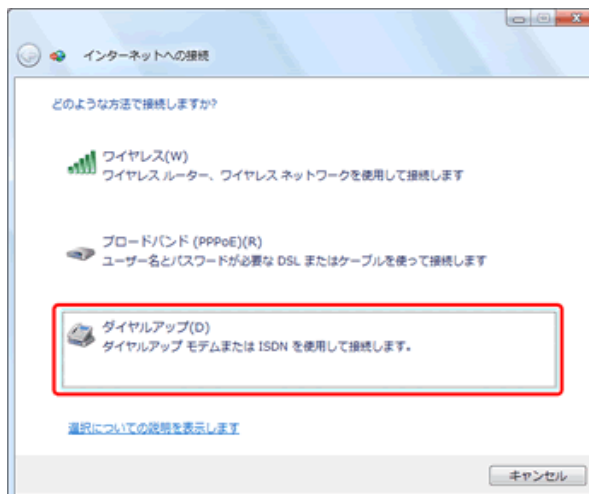 インターネットへの接続
どのような方法で接続しますか?
ワイヤレス(W)
ワイヤレス ルーター、ワイヤレス ネットワークを使用して接続します
ブロードバンド (PPPoE)(R)
ユーザー名とパスワードが必要な DSL またはケーブルを使って接続します
ダイヤルアップ(D)
ダイヤルアップ モデムまたは ISDN を使用して接続します。
選択についての説明を表示します
キャンセル